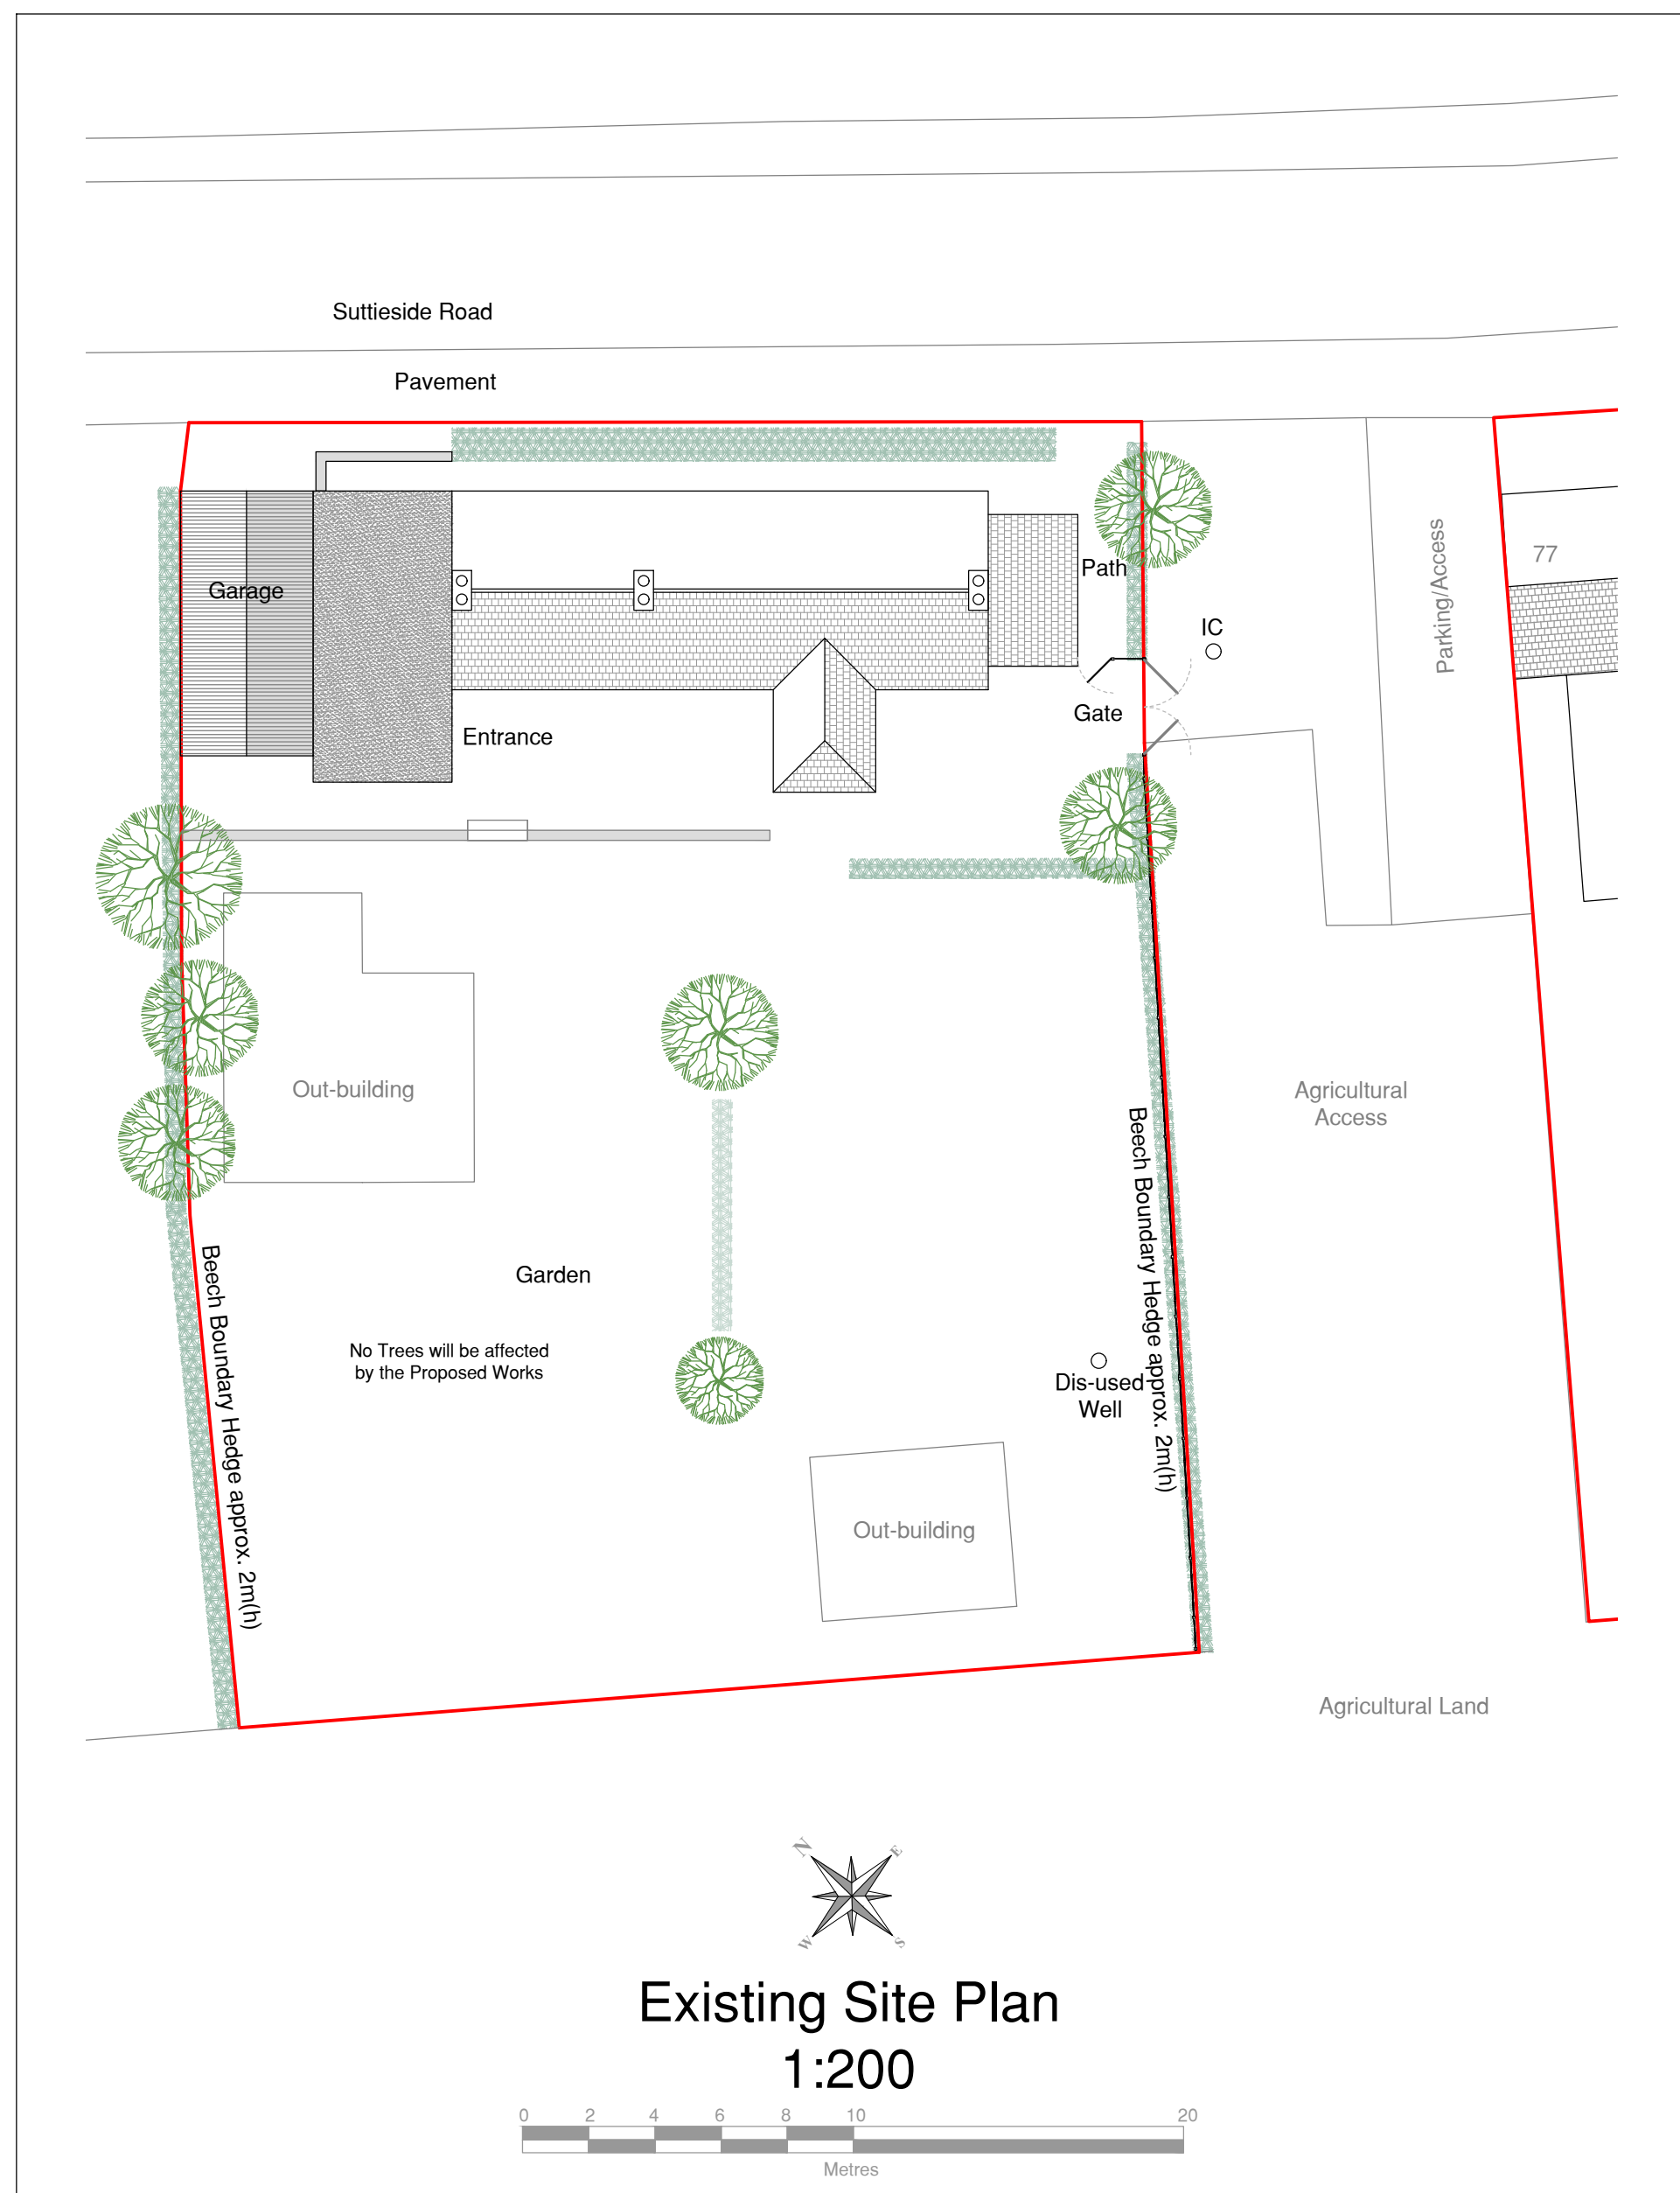 Suttieside Road
Pavement
Garage
Path
77
Parking/Access
IC
Gate
Entrance
Out-building
Agricultural
Access
Beech Boundary Hedge approx. 2m(h)
Beech Boundary Hedge approx. 2m(h)
Garden
No Trees will be affected
by the Proposed Works
Dis-used
Well
Out-building
Agricultural Land
N
E
W
S
Existing Site Plan
1:200
0 2 4 6 8 10 20
Metres